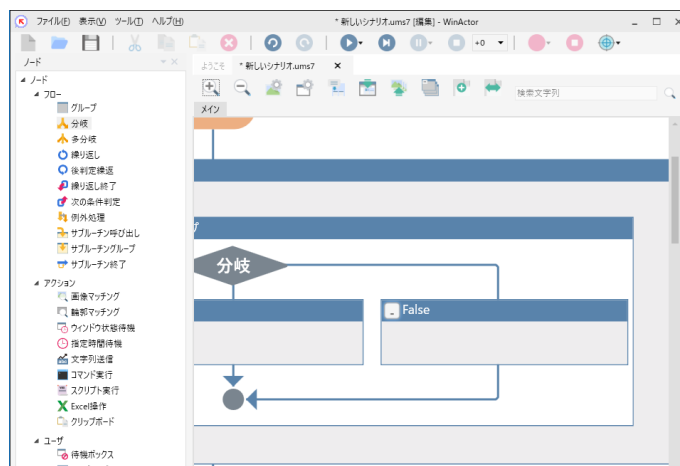 ファイル(F) 表示(V) ツール(T) ヘルプ(H)
* 新しいシナリオ.ums7 [編集] - WinActor
+0
ノード
ようこそ
* 新しいシナリオ.ums7
検索文字列
メイン
ノード
フロー
グループ
分岐
多分岐
繰り返し
後判定繰返
繰り返し終了
次の条件判定
例外処理
サブルーチン呼び出し
サブルーチングループ
サブルーチン終了
アクション
画像マッチング
輪郭マッチング
ウィンドウ状態待機
指定時間待機
文字列送信
コマンド実行
スクリプト実行
Excel操作
クリップボード
ユーザ
待機ボックス
分岐
False